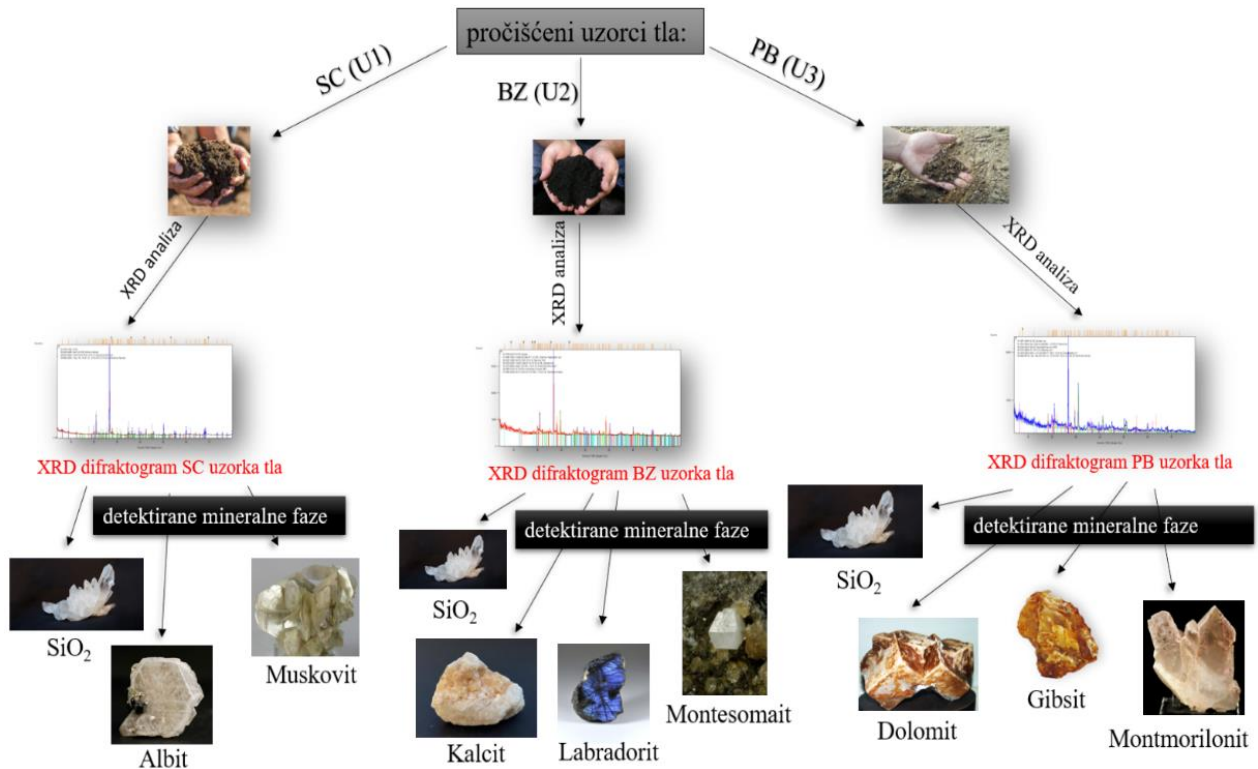 pročišćeni uzorci tla:
SC (U1)
BZ (U2)
PB (U3)
XRD analiza
XRD analiza
XRD analiza
XRD difraktogram SC uzorka tla
XRD difraktogram BZ uzorka tla
XRD difraktogram PB uzorka tla
detektirane mineralne faze
detektirane mineralne faze
detektirane mineralne faze
SiO₂
Albit
Muskovit
SiO₂
Kalcit
Labradorit
Montesomait
SiO₂
Dolomit
Gibsit
Montmorilonit